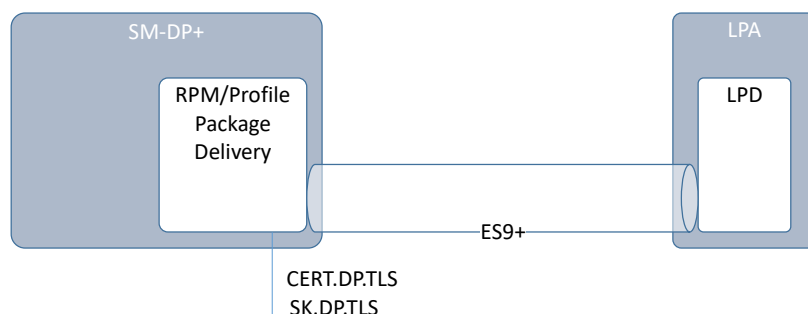 SM-DP+
LPA
RPM/Profile
Package
Delivery
LPD
ES9+
CERT.DP.TLS
SK.DP.TLS